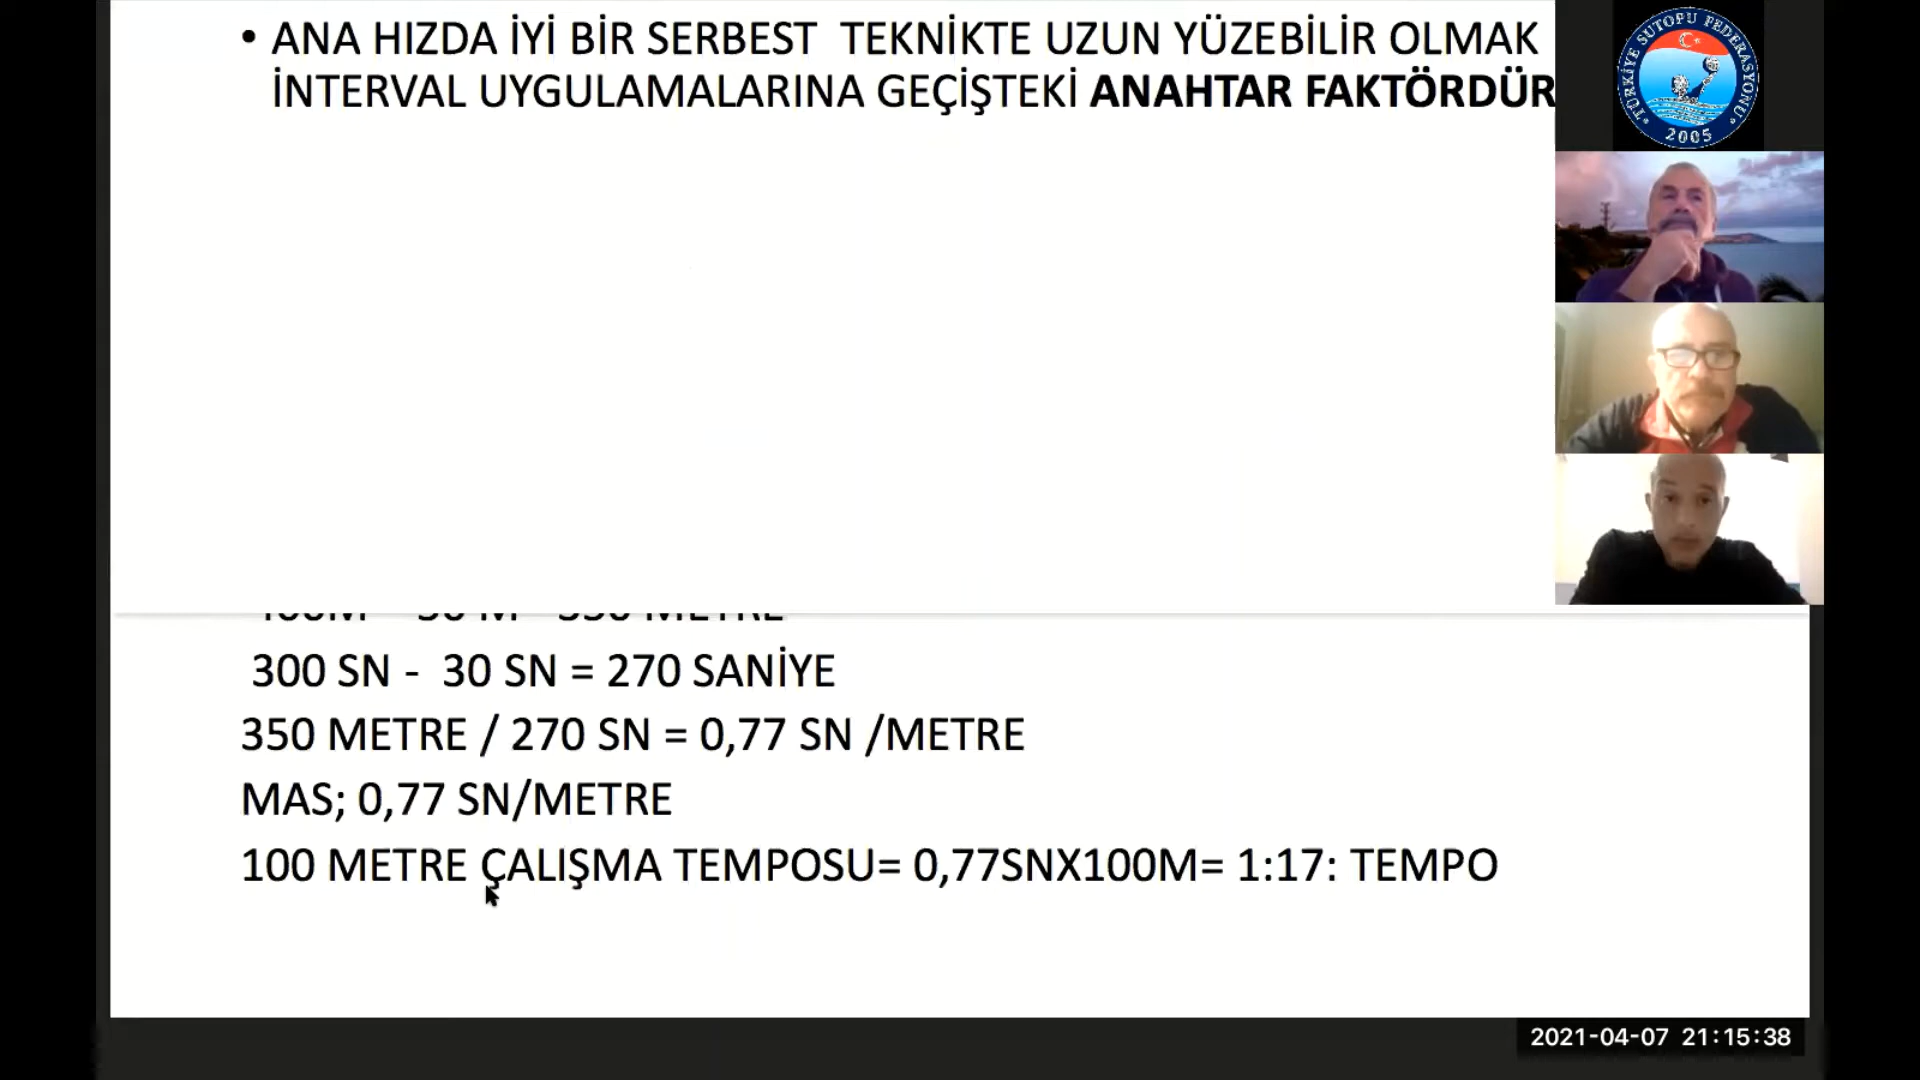 • ANA HIZDA İYİ BİR SERBEST TEKNİKTE UZUN YÜZEBİLİR OLMAK
İNTERVAL UYGULAMALARINA GEÇİŞTEKİ ANAHTAR FAKTÖRDÜR
TÜRKİYE SUTOPU FEDERASYONU
2005
300 SN - 30 SN = 270 SANİYE
350 METRE / 270 SN = 0,77 SN /METRE
MAS; 0,77 SN/METRE
100 METRE ÇALIŞMA TEMPOSU= 0,77SNX100M= 1:17: TEMPO
2021-04-07 21:15:38